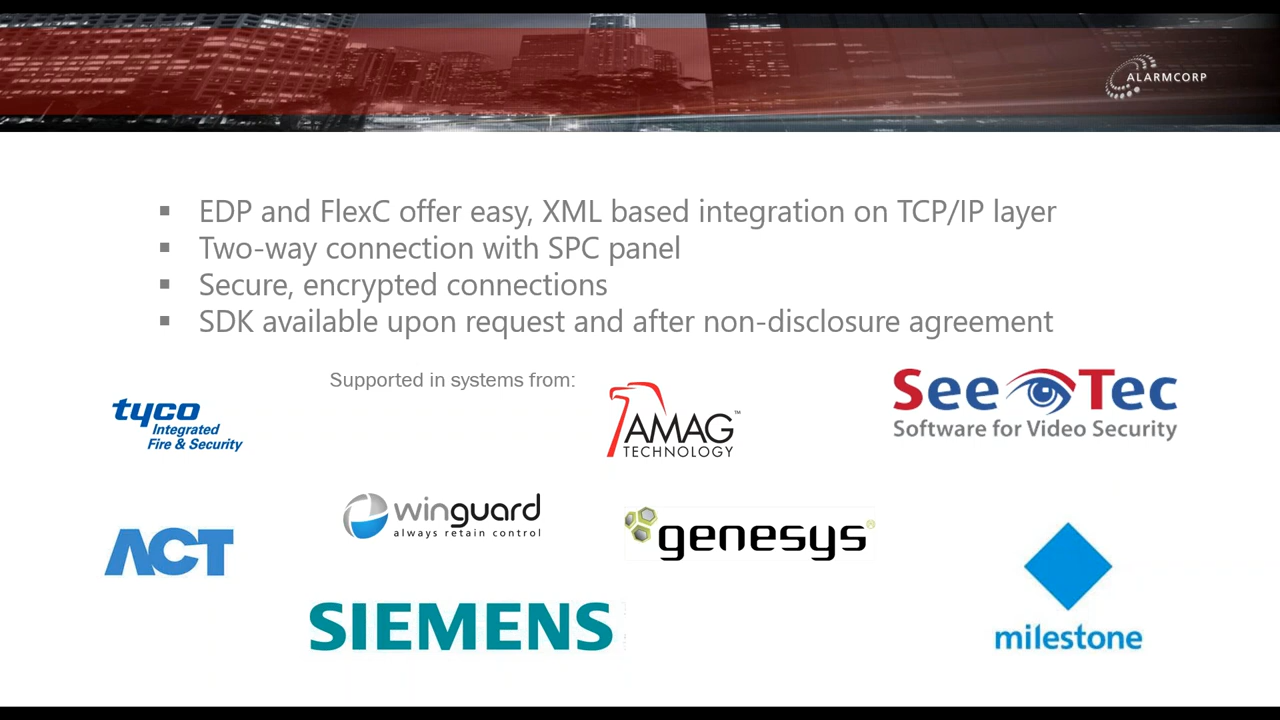 ALARMCORP
▪ EDP and FlexC offer easy, XML based integration on TCP/IP layer
▪ Two-way connection with SPC panel
▪ Secure, encrypted connections
▪ SDK available upon request and after non-disclosure agreement
Supported in systems from:
tyco
Integrated
Fire & Security
AMAG™
TECHNOLOGY
SeeTec
Software for Video Security
winguard
always retain control
genesys®
ACT
SIEMENS
milestone